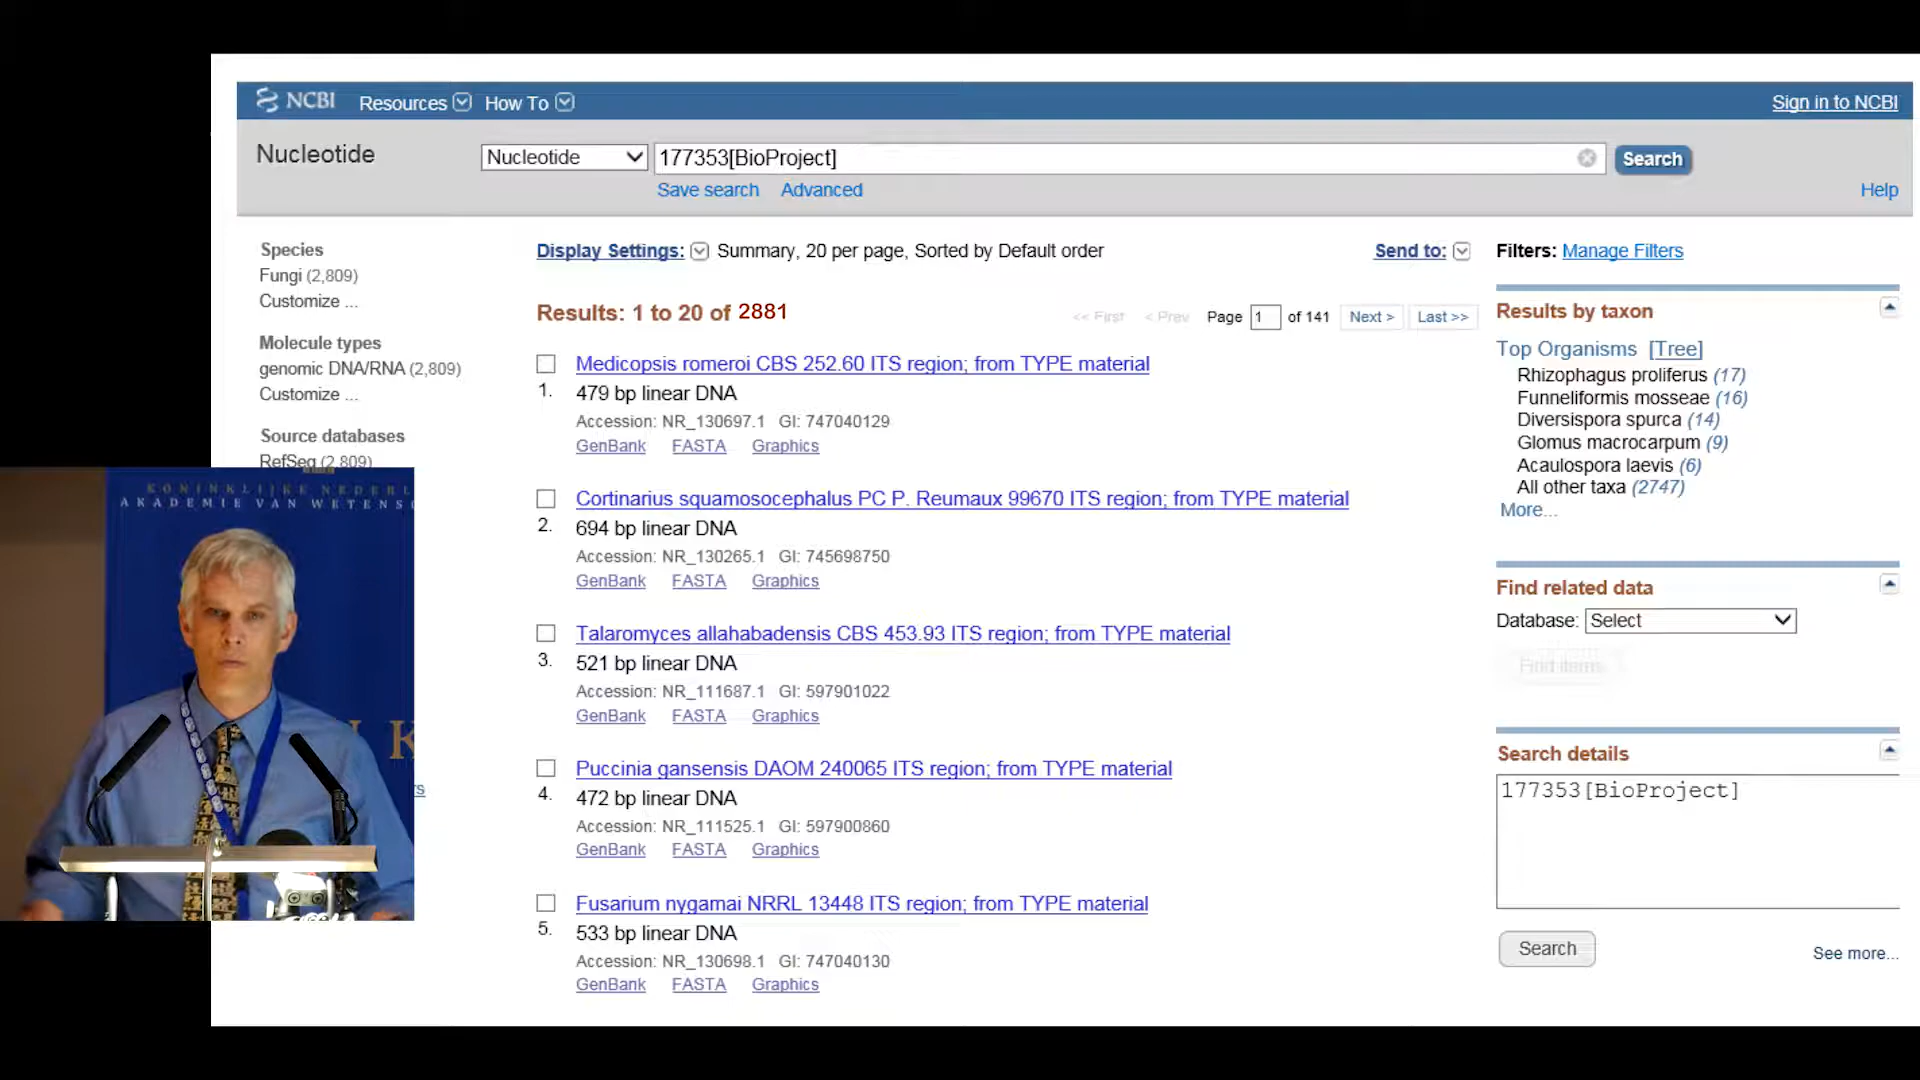 NCBI Resources How To Sign in to NCBI
Nucleotide Nucleotide 177353[BioProject] Search
Save search Advanced Help
Species
Fungi (2,809)
Customize ...
Molecule types
genomic DNA/RNA (2,809)
Customize ...
Source databases
RefSeq (2,809)
Display Settings: Summary, 20 per page, Sorted by Default order Send to:
Results: 1 to 20 of 2881
<< First < Prev Page 1 of 141 Next > Last >>
Medicopsis romeroi CBS 252.60 ITS region; from TYPE material
1. 479 bp linear DNA
Accession: NR_130697.1 GI: 747040129
GenBank FASTA Graphics
Cortinarius squamosocephalus PC P. Reumaux 99670 ITS region; from TYPE material
2. 694 bp linear DNA
Accession: NR_130265.1 GI: 745698750
GenBank FASTA Graphics
Talaromyces allahabadensis CBS 453.93 ITS region; from TYPE material
3. 521 bp linear DNA
Accession: NR_111687.1 GI: 597901022
GenBank FASTA Graphics
Puccinia gansensis DAOM 240065 ITS region; from TYPE material
4. 472 bp linear DNA
Accession: NR_111525.1 GI: 597900860
GenBank FASTA Graphics
Fusarium nygamai NRRL 13448 ITS region; from TYPE material
5. 533 bp linear DNA
Accession: NR_130698.1 GI: 747040130
GenBank FASTA Graphics
Filters: Manage Filters
Results by taxon
Top Organisms [Tree]
Rhizophagus proliferus (17)
Funneliformis mosseae (16)
Diversispora spurca (14)
Glomus macrocarpum (9)
Acaulospora laevis (6)
All other taxa (2747)
More...
Find related data
Database: Select
Find items
Search details
177353[BioProject]
Search See more...
KONINKLIJKE NEDERL
AKADEMIE VAN WETENS